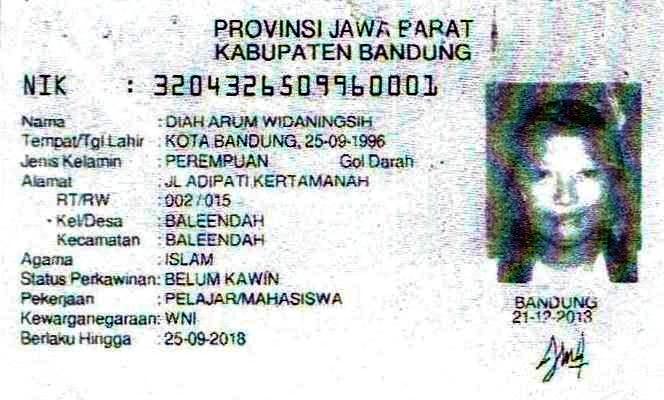 PROVINSI JAWA BARAT
KABUPATEN BANDUNG
NIK : 3204326509960001
Nama : DIAH ARUM WIDANINGSIH
Tempat/Tgl Lahir : KOTA BANDUNG, 25-09-1996
Jenis Kelamin : PEREMPUAN Gol Darah
Alamat : JL ADIPATI KERTAMANAH
RT/RW : 002 / 015
Kel/Desa : BALEENDAH
Kecamatan : BALEENDAH
Agama : ISLAM
Status Perkawinan: BELUM KAWIN
Pekerjaan : PELAJAR/MAHASISWA
Kewarganegaraan: WNI
Berlaku Hingga : 25-09-2018
BANDUNG
21-12-2013